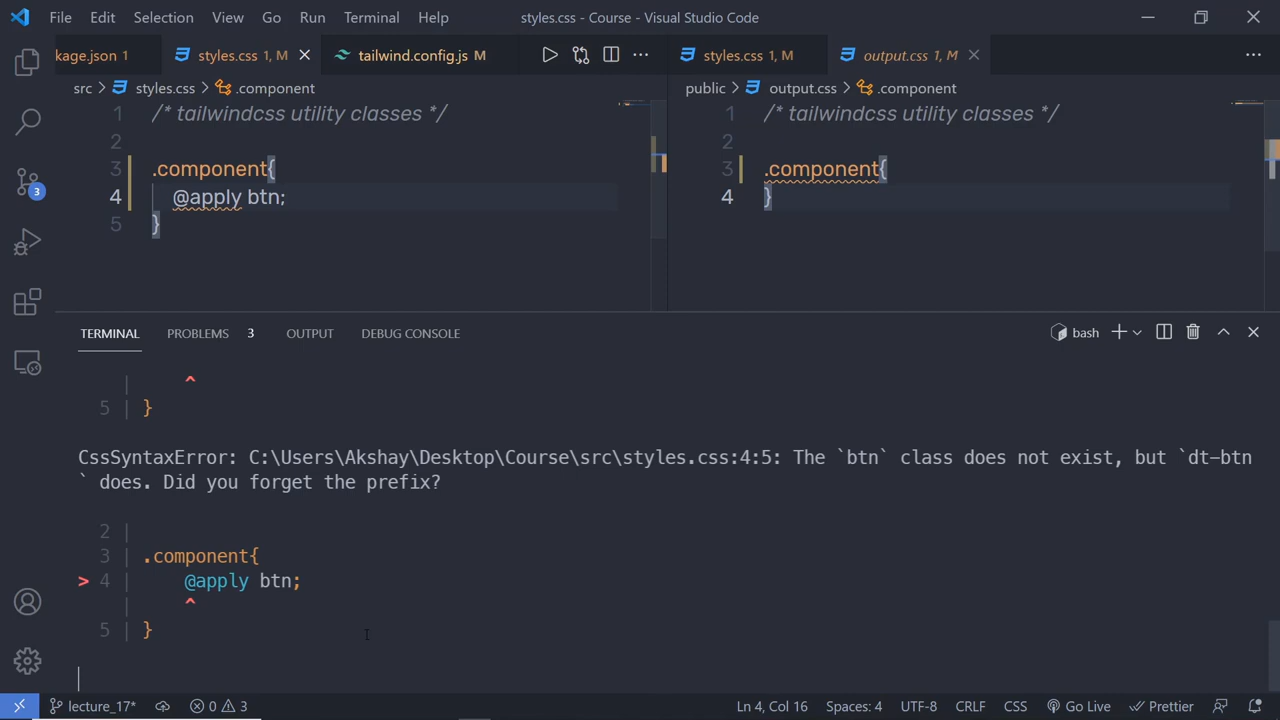 File Edit Selection View Go Run Terminal Help styles.css - Course - Visual Studio Code
kage.json 1 styles.css 1, M tailwind.config.js M styles.css 1, M output.css 1, M
src > styles.css > .component public > output.css > .component
1 /* tailwindcss utility classes */ 1 /* tailwindcss utility classes */
2 2
3 .component{ 3 .component{
4 @apply btn; 4 }
5 }
3
TERMINAL PROBLEMS 3 OUTPUT DEBUG CONSOLE bash
| ^
5 | }
CssSyntaxError: C:\Users\Akshay\Desktop\Course\src\styles.css:4:5: The `btn` class does not exist, but `dt-btn
` does. Did you forget the prefix?
2 |
3 | .component{
> 4 | @apply btn;
| ^
5 | }
lecture_17* 0 3 Ln 4, Col 16 Spaces: 4 UTF-8 CRLF CSS Go Live Prettier